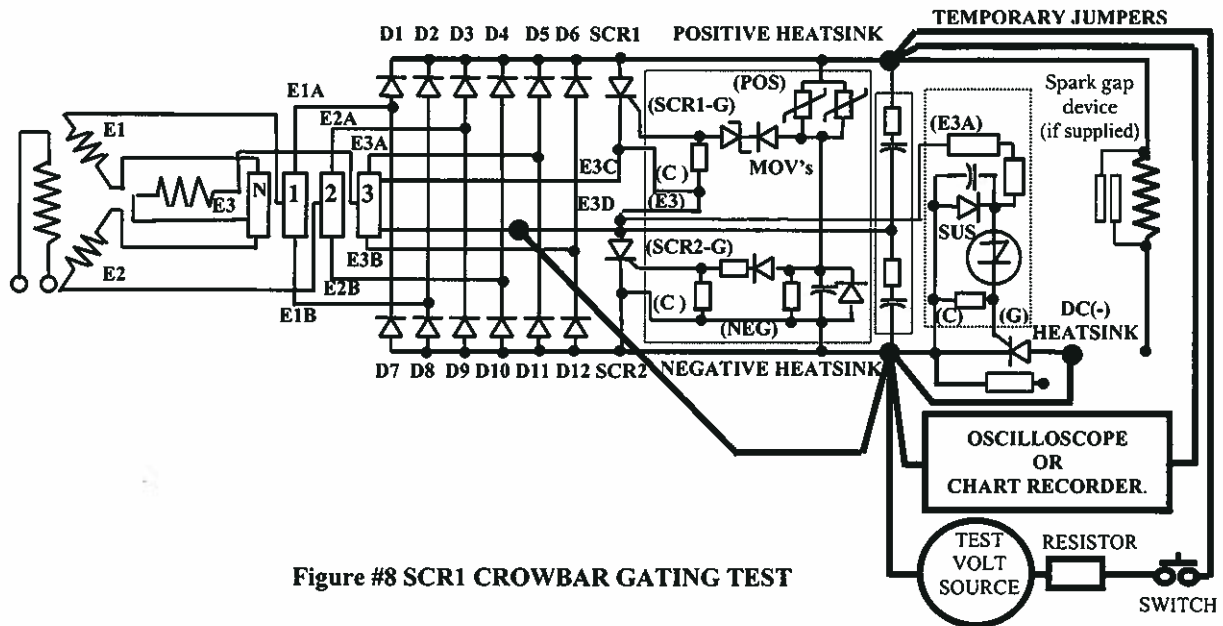 TEMPORARY JUMPERS
D1 D2 D3 D4 D5 D6 SCR1 POSITIVE HEATSINK
(POS)
Spark gap
device
(if supplied)
E1A
(SCR1-G)
E1
E2A
(E3A)
E3A
MOV's
E3C
(C )
N
1
2
3
E3
(E3)
E3D
SUS
(SCR2-G)
E2
E3B
E2B
E1B
(C )
(NEG)
(C)
(G)
DC(-)
HEATSINK
D7 D8 D9 D10 D11 D12 SCR2 NEGATIVE HEATSINK
OSCILLOSCOPE
OR
CHART RECORDER.
TEST
VOLT
SOURCE
RESISTOR
SWITCH
Figure #8 SCR1 CROWBAR GATING TEST